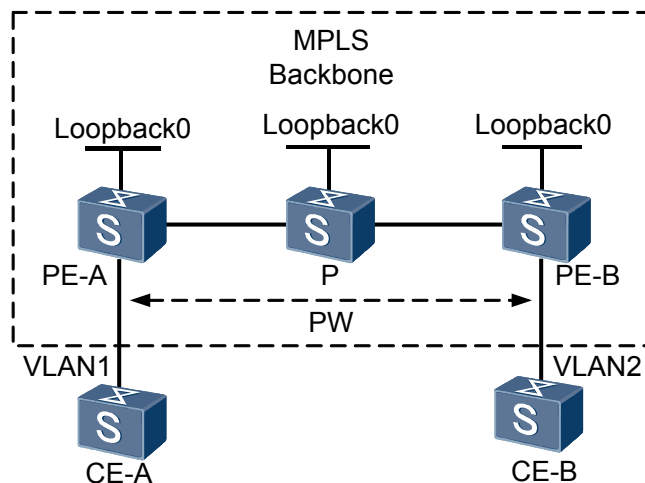 MPLS
Backbone
Loopback0 Loopback0 Loopback0
S S S
PE-A P PE-B
PW
VLAN1 VLAN2
S S
CE-A CE-B